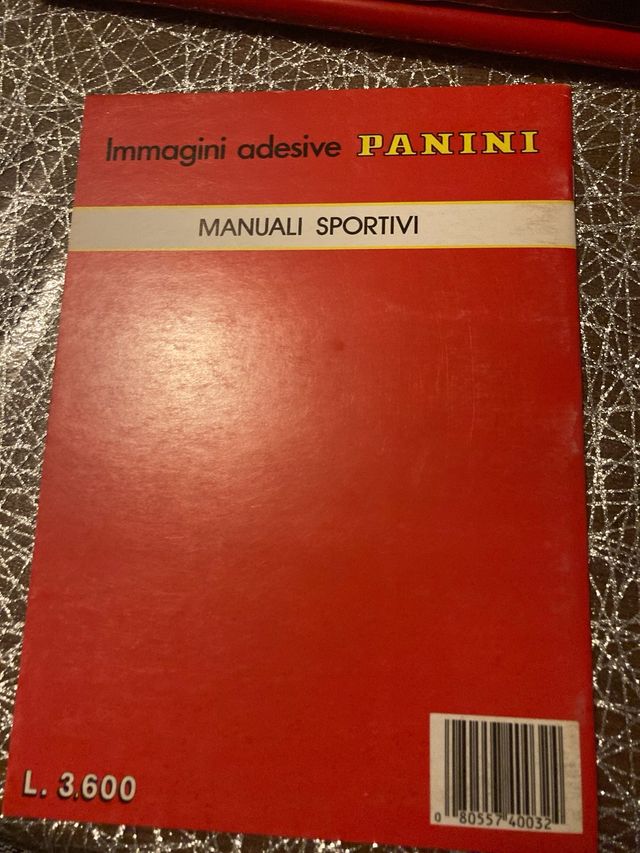 Immagini adesive PANINI
MANUALI SPORTIVI
L. 3.600
0 80557 40032